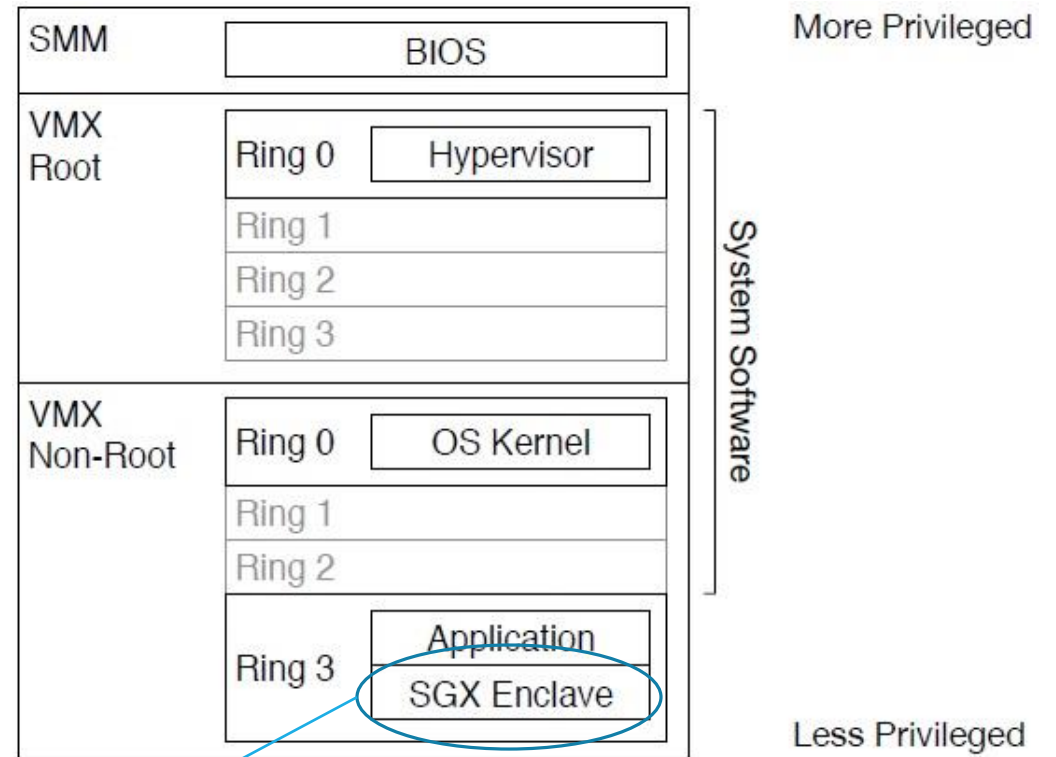 SMM
BIOS
More Privileged
VMX
Root
Ring 0
Hypervisor
Ring 1
Ring 2
Ring 3
System Software
VMX
Non-Root
Ring 0
OS Kernel
Ring 1
Ring 2
Ring 3
Application
SGX Enclave
Less Privileged